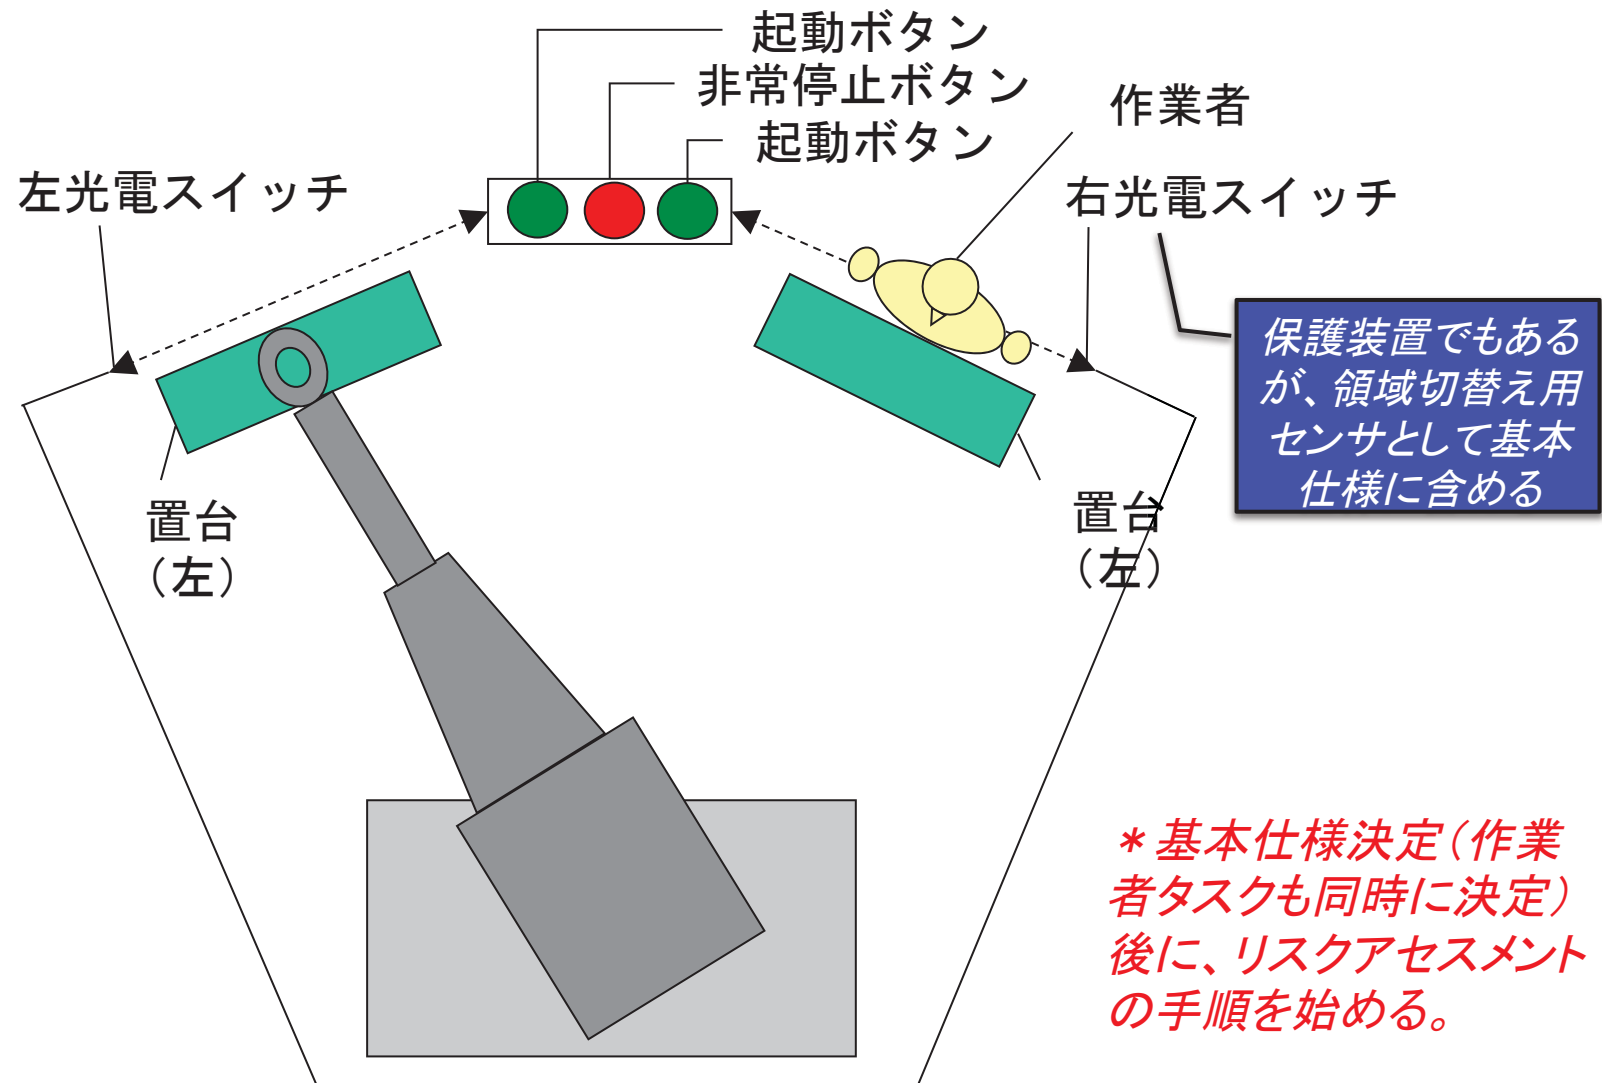 起動ボタン
非常停止ボタン
起動ボタン
作業者
左光電スイッチ
右光電スイッチ
保護装置でもある
が、領域切替え用
センサとして基本
仕様に含める
置台
（左）
置台
（左）
＊基本仕様決定（作業
者タスクも同時に決定）
後に、リスクアセスメント
の手順を始める。